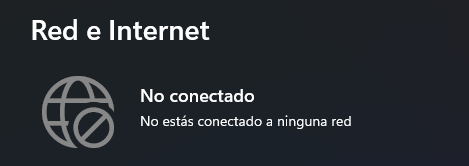 Red e Internet
No conectado
No estás conectado a ninguna red